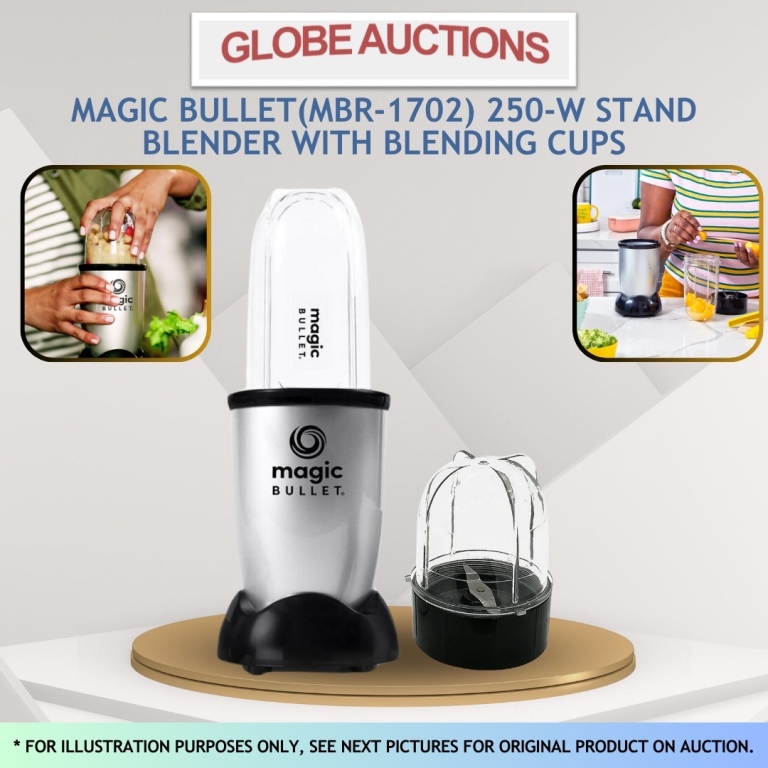 GLOBE AUCTIONS
MAGIC BULLET(MBR-1702) 250-W STAND
BLENDER WITH BLENDING CUPS
magic
BULLET.
magic
BULLET.
magic
BULLET.
* FOR ILLUSTRATION PURPOSES ONLY, SEE NEXT PICTURES FOR ORIGINAL PRODUCT ON AUCTION.